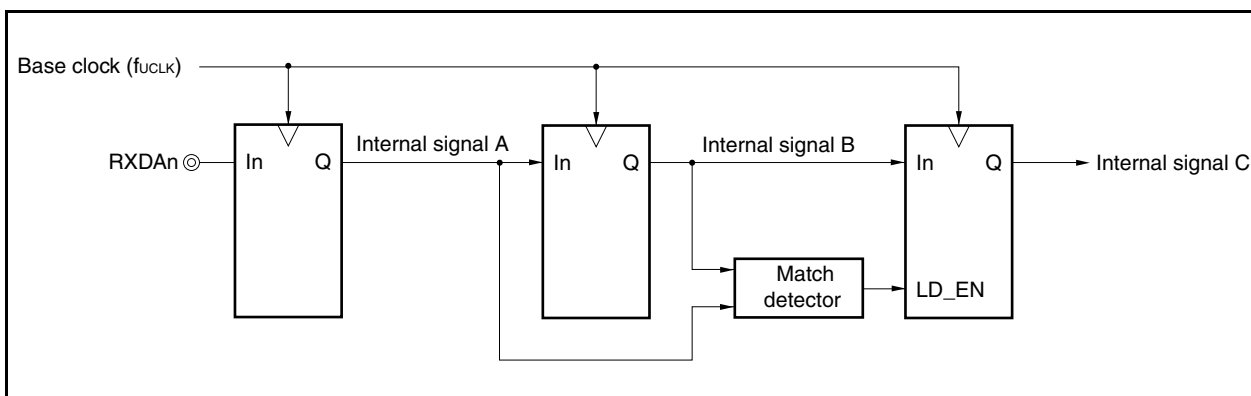 Base clock (fUCLK)
RXDAn
In
Q
Internal signal A
In
Q
Internal signal B
In
Q
Internal signal C
Match
detector
LD_EN